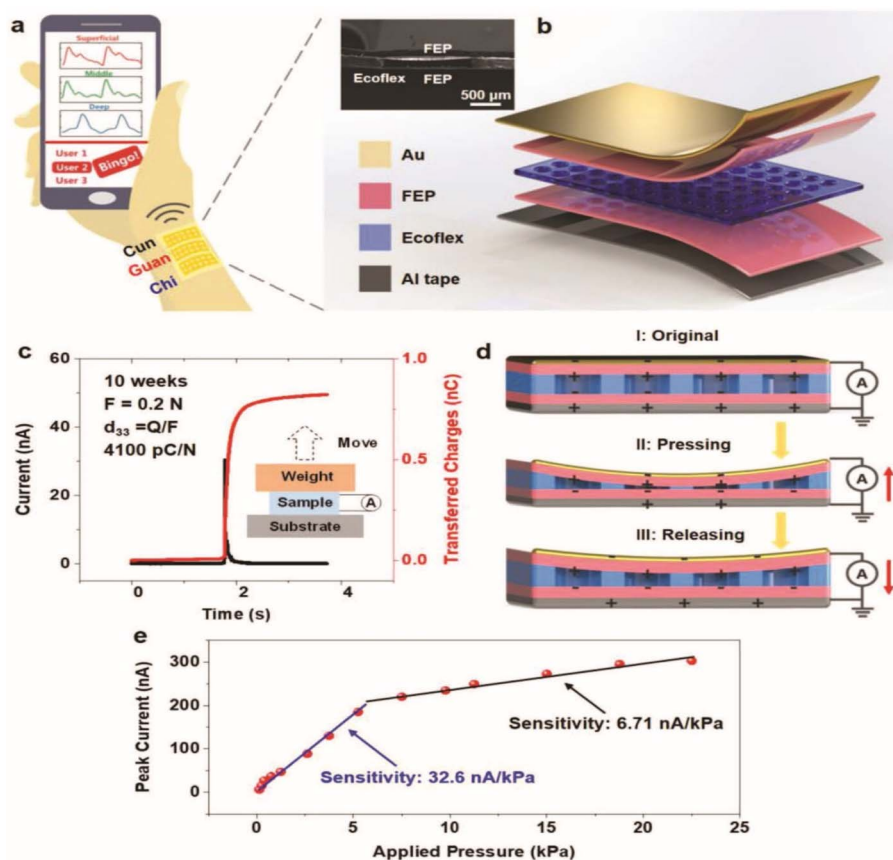 a
Superficial
Middle
Deep
User 1
User 2
User 3
Bingo!
Cun
Guan
Chi
FEP
Ecoflex
FEP
500 μm
b
Au
FEP
Ecoflex
Al tape
c
60
40
20
0
Current (nA)
10 weeks
F = 0.2 N
d₃₃ =Q/F
4100 pC/N
Move
Weight
Sample
A
Substrate
1.0
0.5
0.0
Transferred Charges (nC)
0
2
4
Time (s)
d
I: Original
- - - -
+ + + +
- - - -
+ + + +
A
II: Pressing
A
III: Releasing
A
e
300
200
100
0
Peak Current (nA)
Sensitivity: 6.71 nA/kPa
Sensitivity: 32.6 nA/kPa
0 5 10 15 20 25
Applied Pressure (kPa)